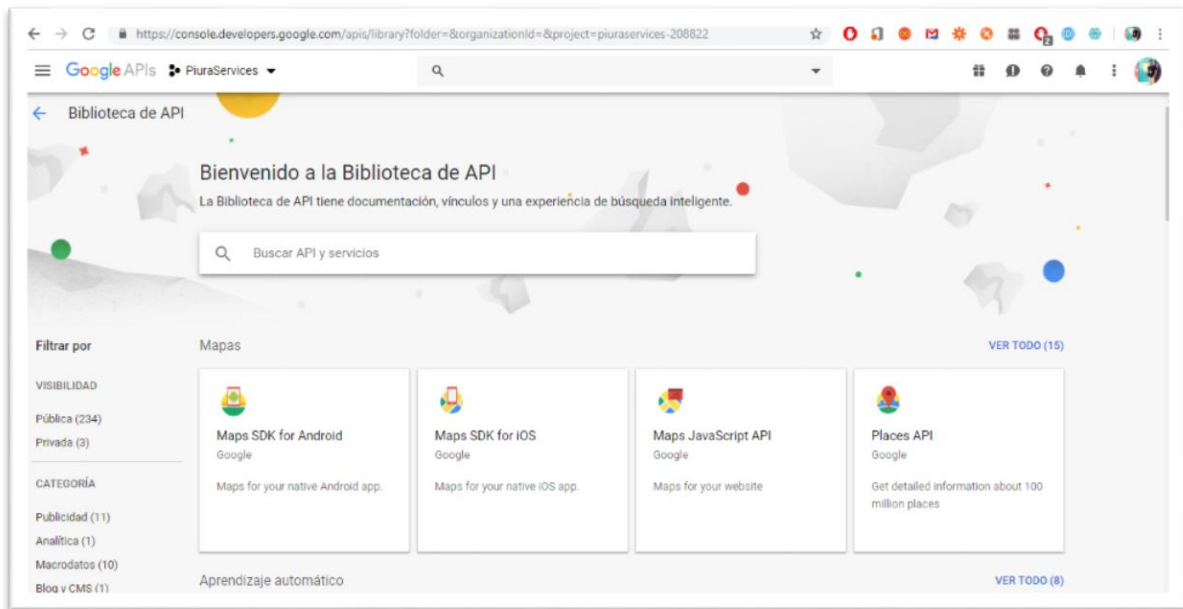 https://console.developers.google.com/apis/library?folder=&organizationId=&project=piuraservices-208822
2
Google APIs PiuraServices
Biblioteca de API
Bienvenido a la Biblioteca de API
La Biblioteca de API tiene documentación, vínculos y una experiencia de búsqueda inteligente.
Buscar API y servicios
Filtrar por
VISIBILIDAD
Pública (234)
Privada (3)
CATEGORÍA
Publicidad (11)
Analítica (1)
Macrodatos (10)
Blog y CMS (1)
Mapas
VER TODO (15)
Maps SDK for Android
Google
Maps for your native Android app.
Maps SDK for iOS
Google
Maps for your native iOS app.
Maps JavaScript API
Google
Maps for your website
Places API
Google
Get detailed information about 100
million places
Aprendizaje automático
VER TODO (8)